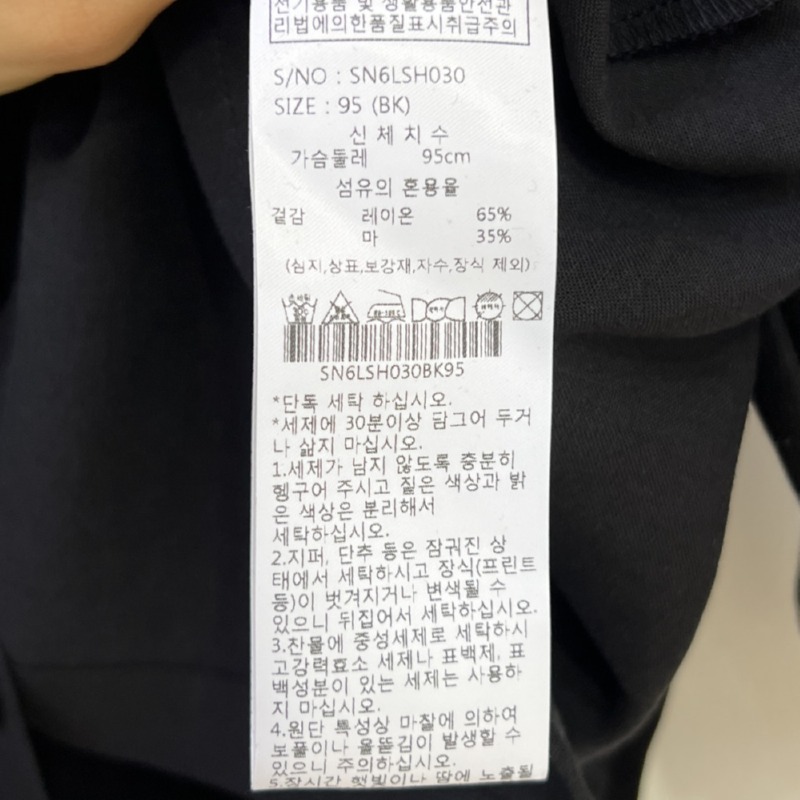 전기용품 및 생활용품안전관
리법에의한품질표시취급주의
S/NO : SN6LSH030
SIZE : 95 (BK)
신 체 치 수
가슴둘레 95cm
섬유의 혼용율
겉감 레이온 65%
마 35%
(심지,상표,보강재,자수,장식 제외)
SN6LSH030BK95
*단독 세탁 하십시오.
*세제에 30분이상 담그어 두거
나 삶지 마십시오.
1.세제가 남지 않도록 충분히
헹구어 주시고 짙은 색상과 밝
은 색상은 분리해서
세탁하십시오.
2.지퍼, 단추 등은 잠궈진 상
태에서 세탁하시고 장식(프린트
등)이 벗겨지거나 변색될 수
있으니 뒤집어서 세탁하십시오.
3.찬물에 중성세제로 세탁하시
고강력효소 세제나 표백제, 표
백성분이 있는 세제는 사용하
지 마십시오.
4.원단 특성상 마찰에 의하여
보풀이나 올뜯김이 발생할 수
있으니 주의하십시오.
5.장시간 햇빛이나 땀에 노출될